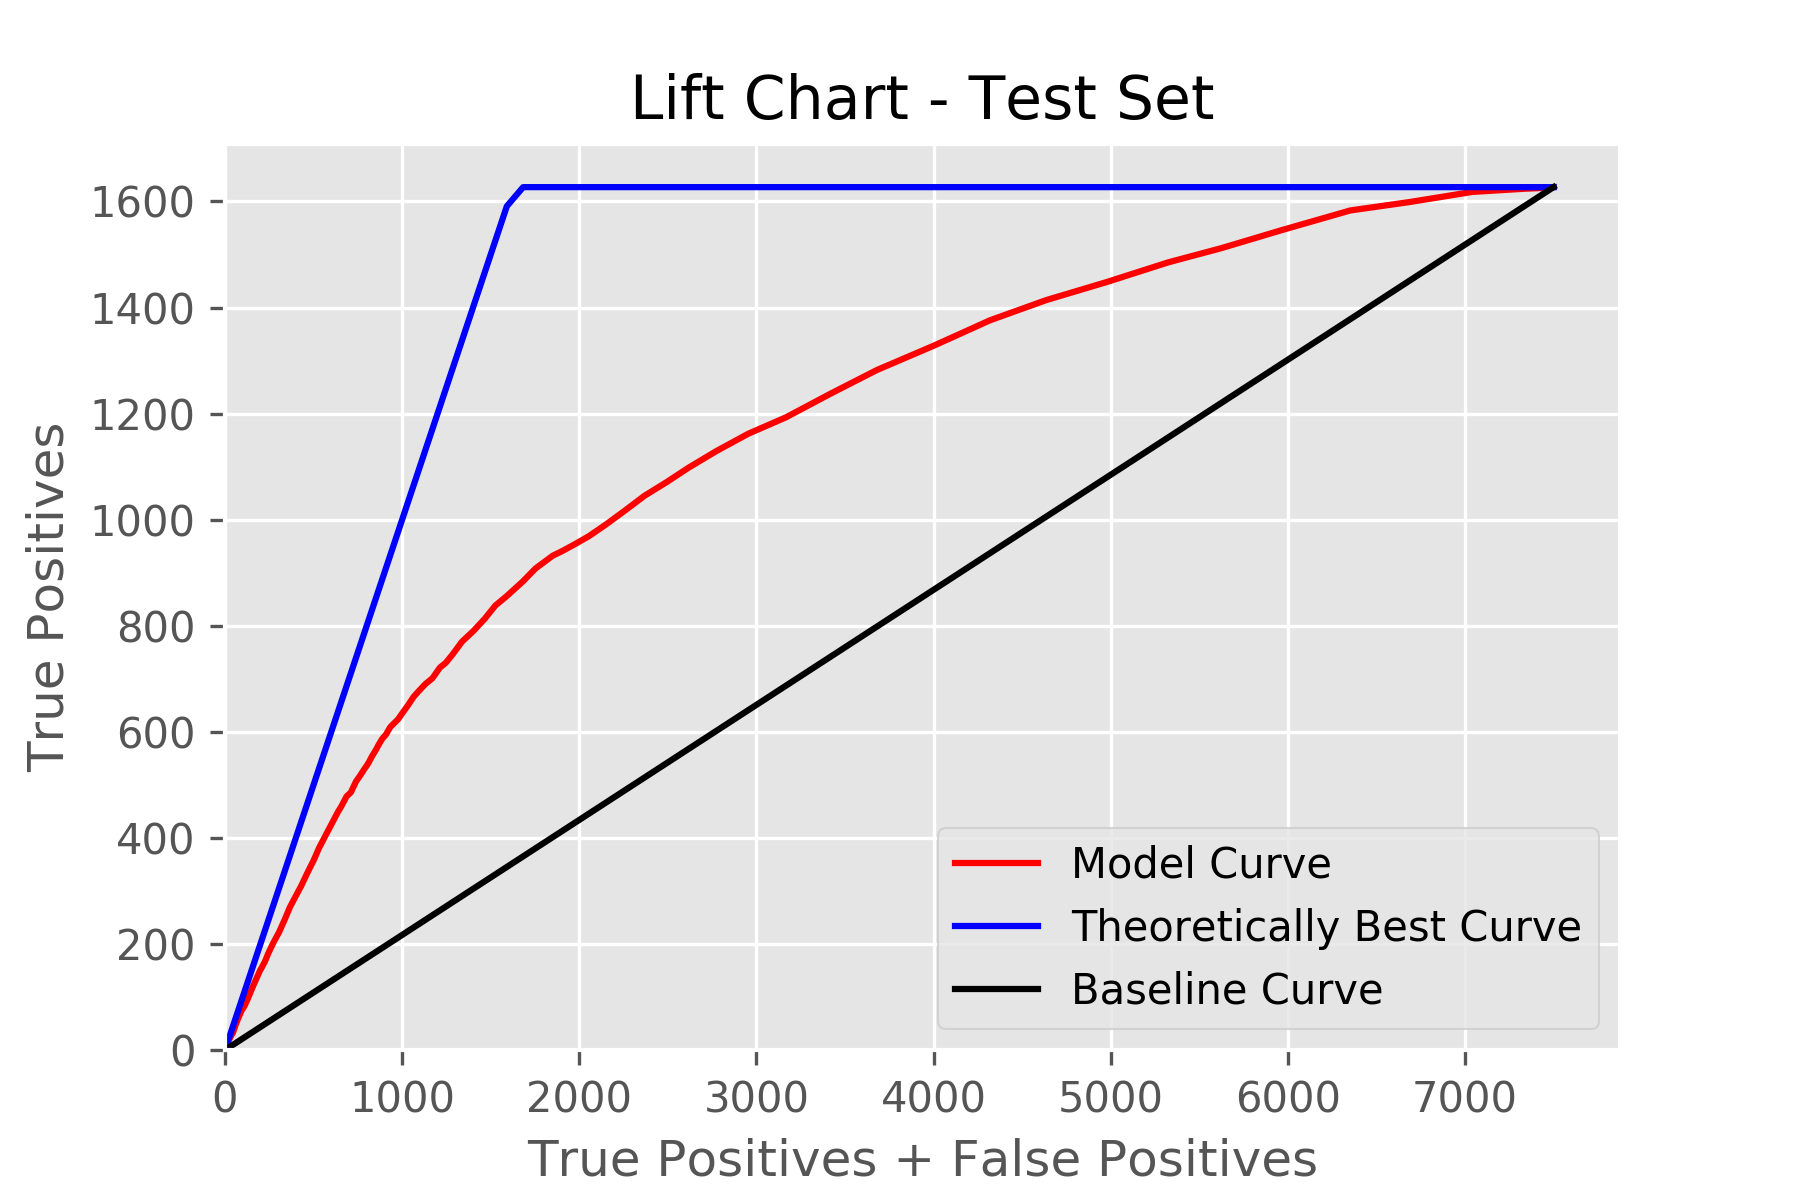 Lift Chart - Test Set
True Positives
1600
1400
1200
1000
800
600
400
200
0
0 1000 2000 3000 4000 5000 6000 7000
True Positives + False Positives
Model Curve
Theoretically Best Curve
Baseline Curve